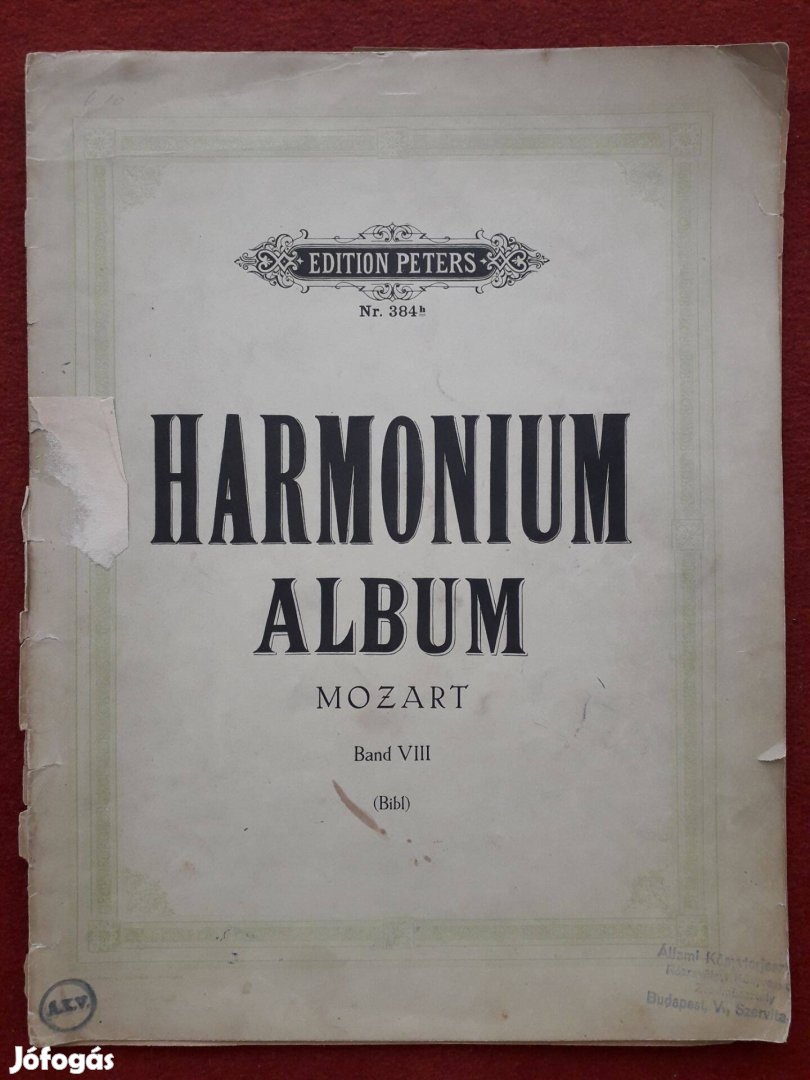 EDITION PETERS
Nr. 384h
HARMONIUM
ALBUM
MOZART
Band VIII
(Bibl)
Á.K.V.
Állami
Budapest, V., Szervita
Jófogás